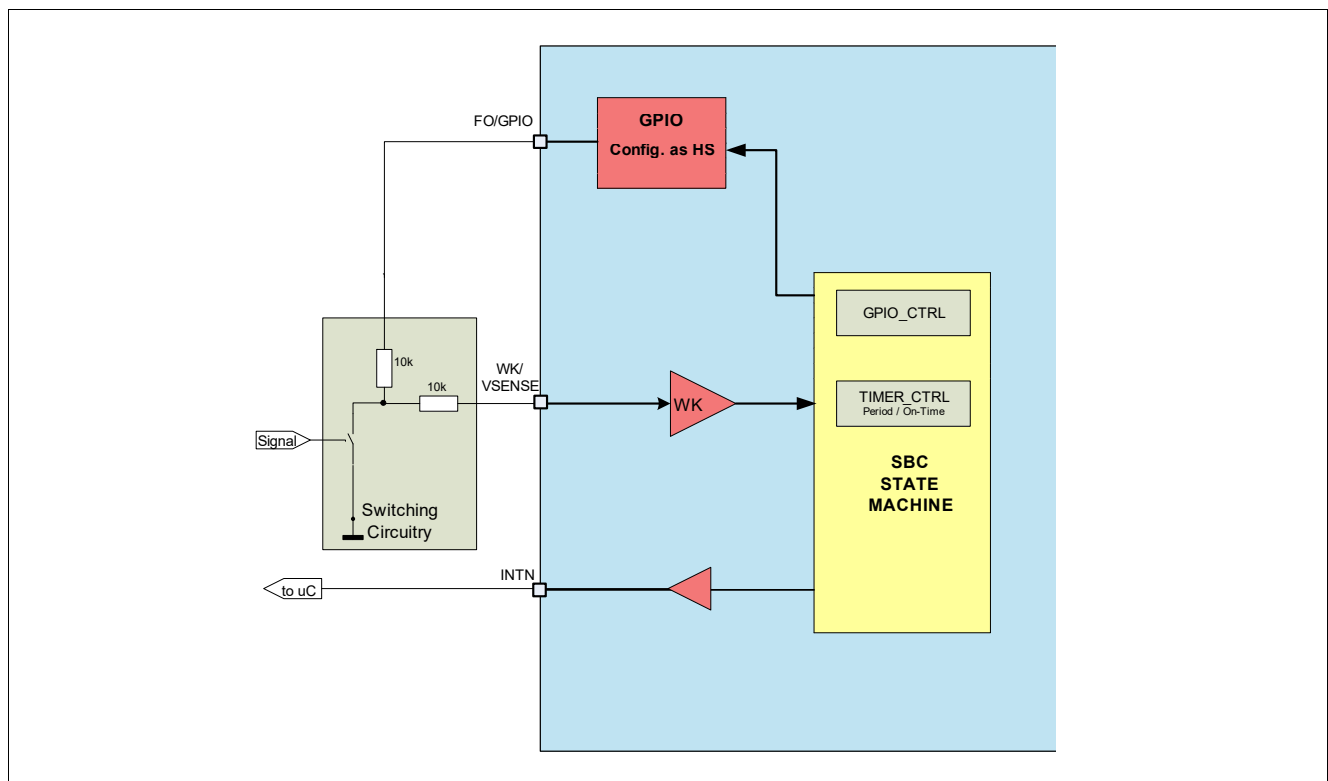 FO/GPIO
GPIO
Config. as HS
GPIO_CTRL
10k
10k
WK/
VSENSE
WK
TIMER_CTRL
Period / On-Time
Signal
SBC
STATE
MACHINE
Switching
Circuitry
INTN
to uC